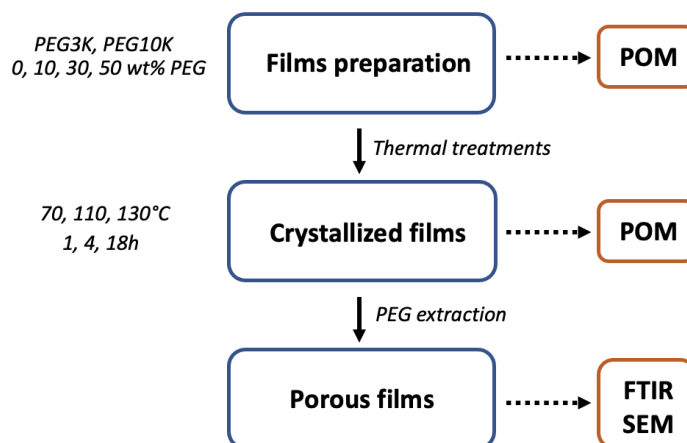 PEG3K, PEG10K
0, 10, 30, 50 wt% PEG
Films preparation
POM
Thermal treatments
70, 110, 130°C
1, 4, 18h
Crystallized films
POM
PEG extraction
Porous films
FTIR
SEM